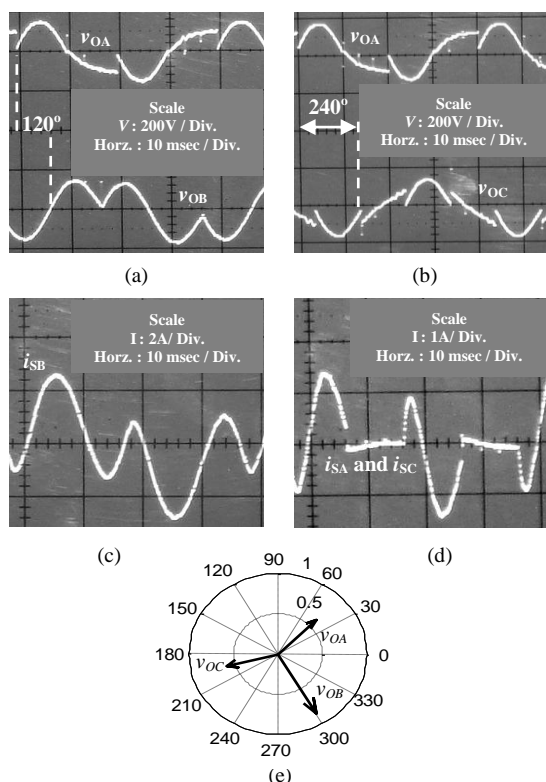 vOA
Scale
V : 200V / Div.
Horz. : 10 msec / Div.
120º
vOB
(a)
vOA
240º
Scale
V : 200V / Div.
Horz. : 10 msec / Div.
vOC
(b)
Scale
I : 2A/ Div.
Horz. : 10 msec / Div.
iSB
(c)
Scale
I : 1A/ Div.
Horz. : 10 msec / Div.
iSA and iSC
(d)
90 1
120 60
0.5
150 30
vOA
180 vOC 0
vOB
210 330
240 300
270
(e)